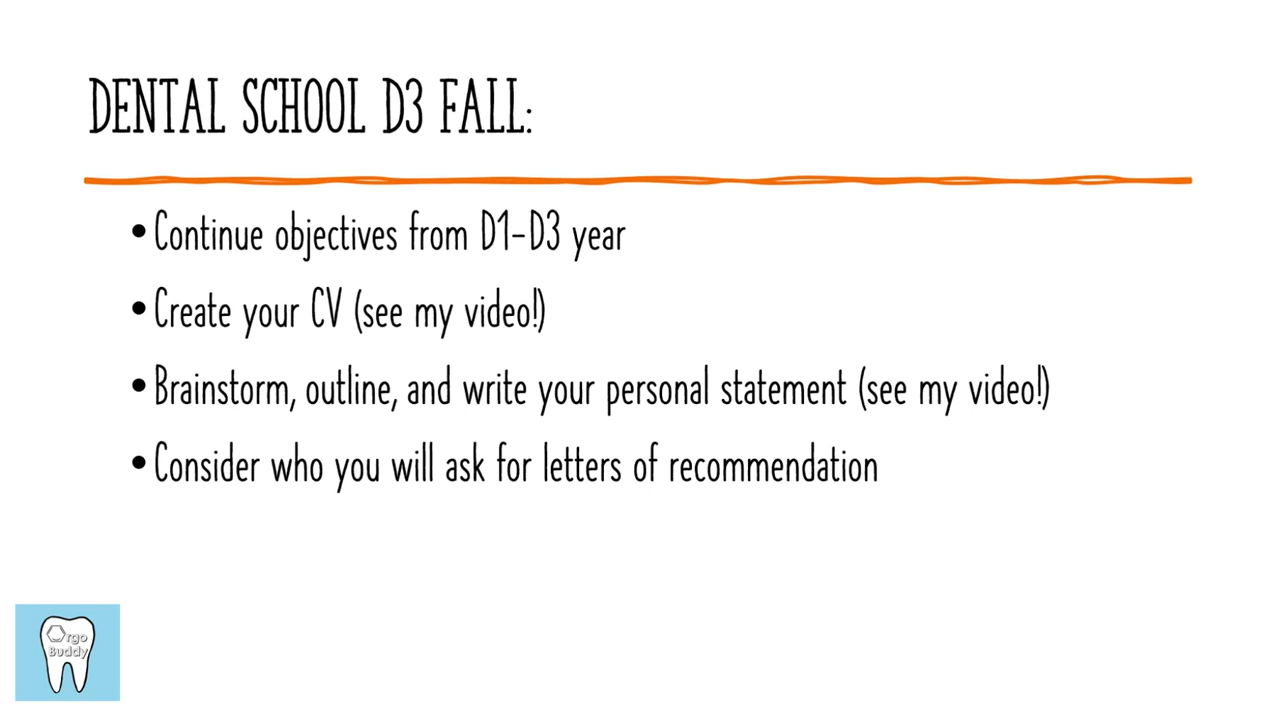 DENTAL SCHOOL D3 FALL:
• Continue objectives from D1-D3 year
• Create your CV (see my video!)
• Brainstorm, outline, and write your personal statement (see my video!)
• Consider who you will ask for letters of recommendation
Orgo
Buddy